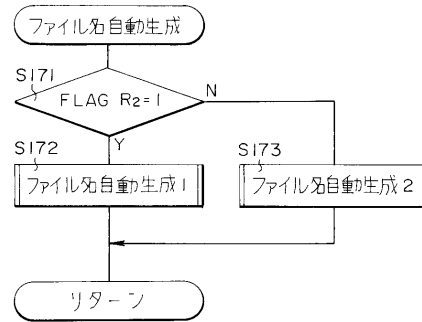 ファイル名自動生成
S171
FLAG R2=1
N
Y
S172
S173
ファイル名自動生成1
ファイル名自動生成2
リターン